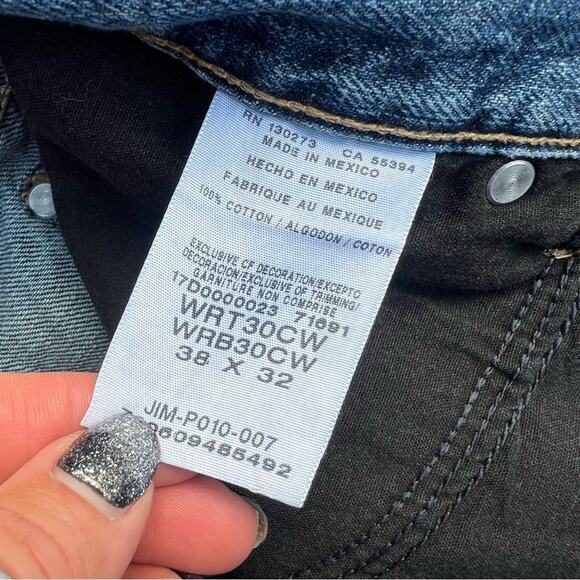 RN 130273 CA 55394
MADE IN MEXICO
HECHO EN MEXICO
FABRIQUE AU MEXIQUE
100% COTTON / ALGODON / COTON
EXCLUSIVE OF DECORATION/EXCEPTO
DECORACION/EXCLUSIVE OF TRIMMING/
GARNITURE NON COMPRISE
17D0000023 71691
WRT30CW
WRB30CW
38 X 32
JIM-P010-007
0609485492